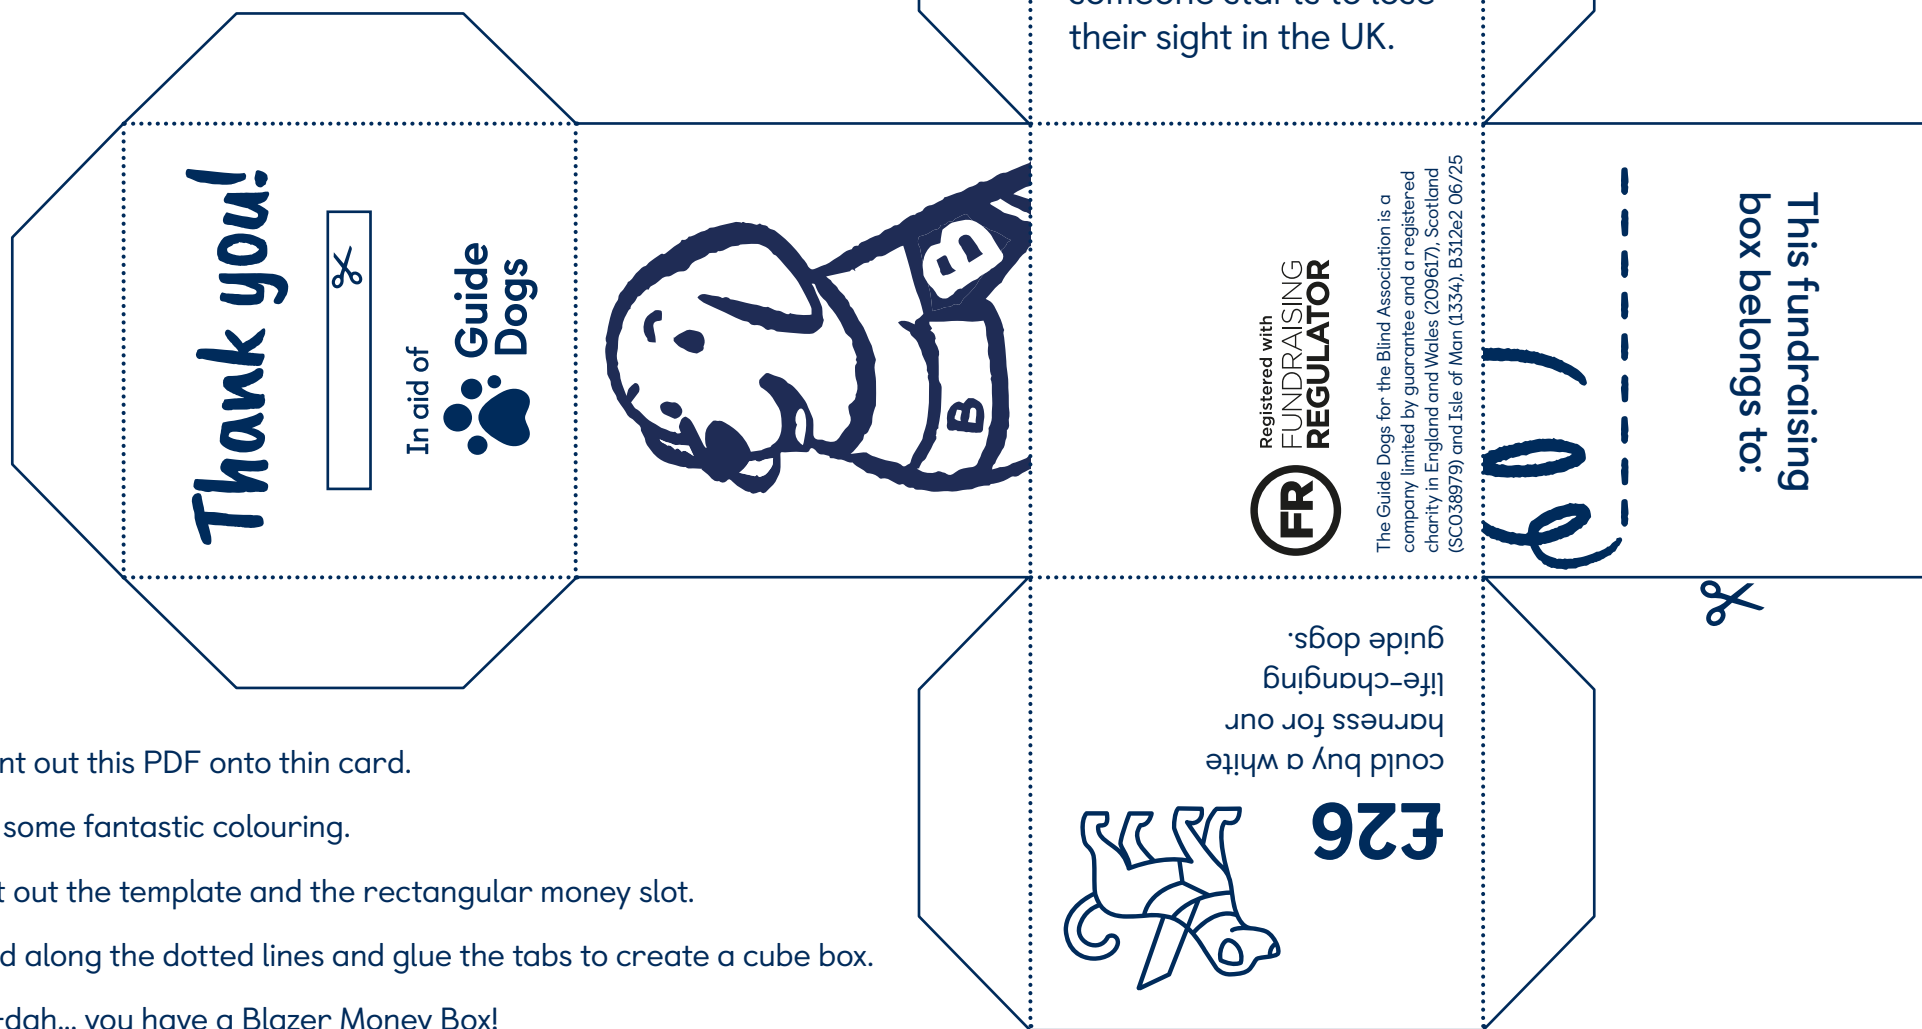 someone starts to lose
their sight in the UK.
Thank you!
In aid of
Guide
Dogs
B
B
Registered with
FUNDRAISING
REGULATOR
FR
The Guide Dogs for the Blind Association is a
company limited by guarantee and a registered
charity in England and Wales (209617), Scotland
(SC038979) and Isle of Man (1334). B312e2 06/25
This fundraising
box belongs to:
£26
could buy a white
harness for our
life-changing
guide dogs.
nt out this PDF onto thin card.
some fantastic colouring.
t out the template and the rectangular money slot.
d along the dotted lines and glue the tabs to create a cube box.
-dah... you have a Blazer Money Box!